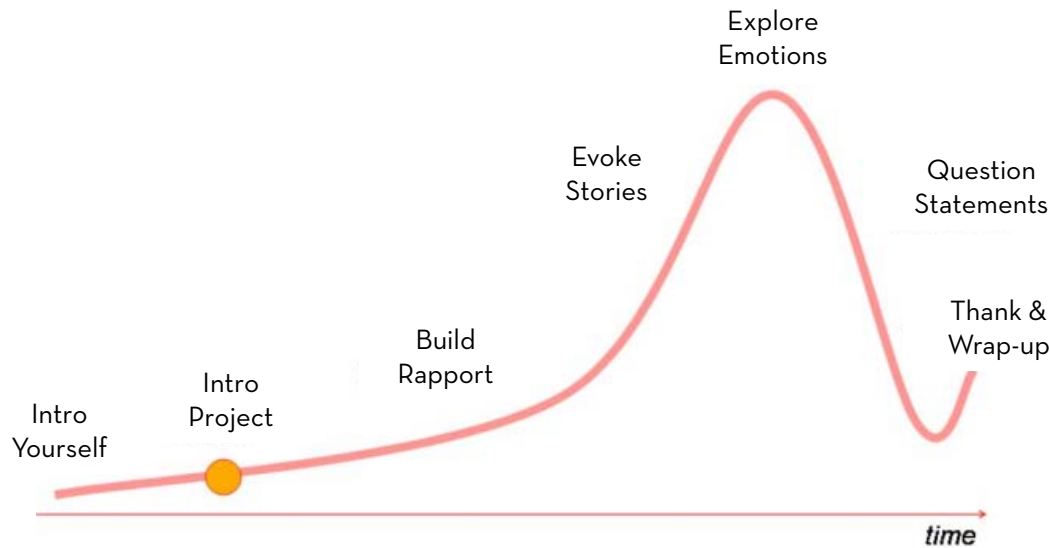 Intro
Yourself
Intro
Project
Build
Rapport
Evoke
Stories
Explore
Emotions
Question
Statements
Thank &
Wrap-up
time